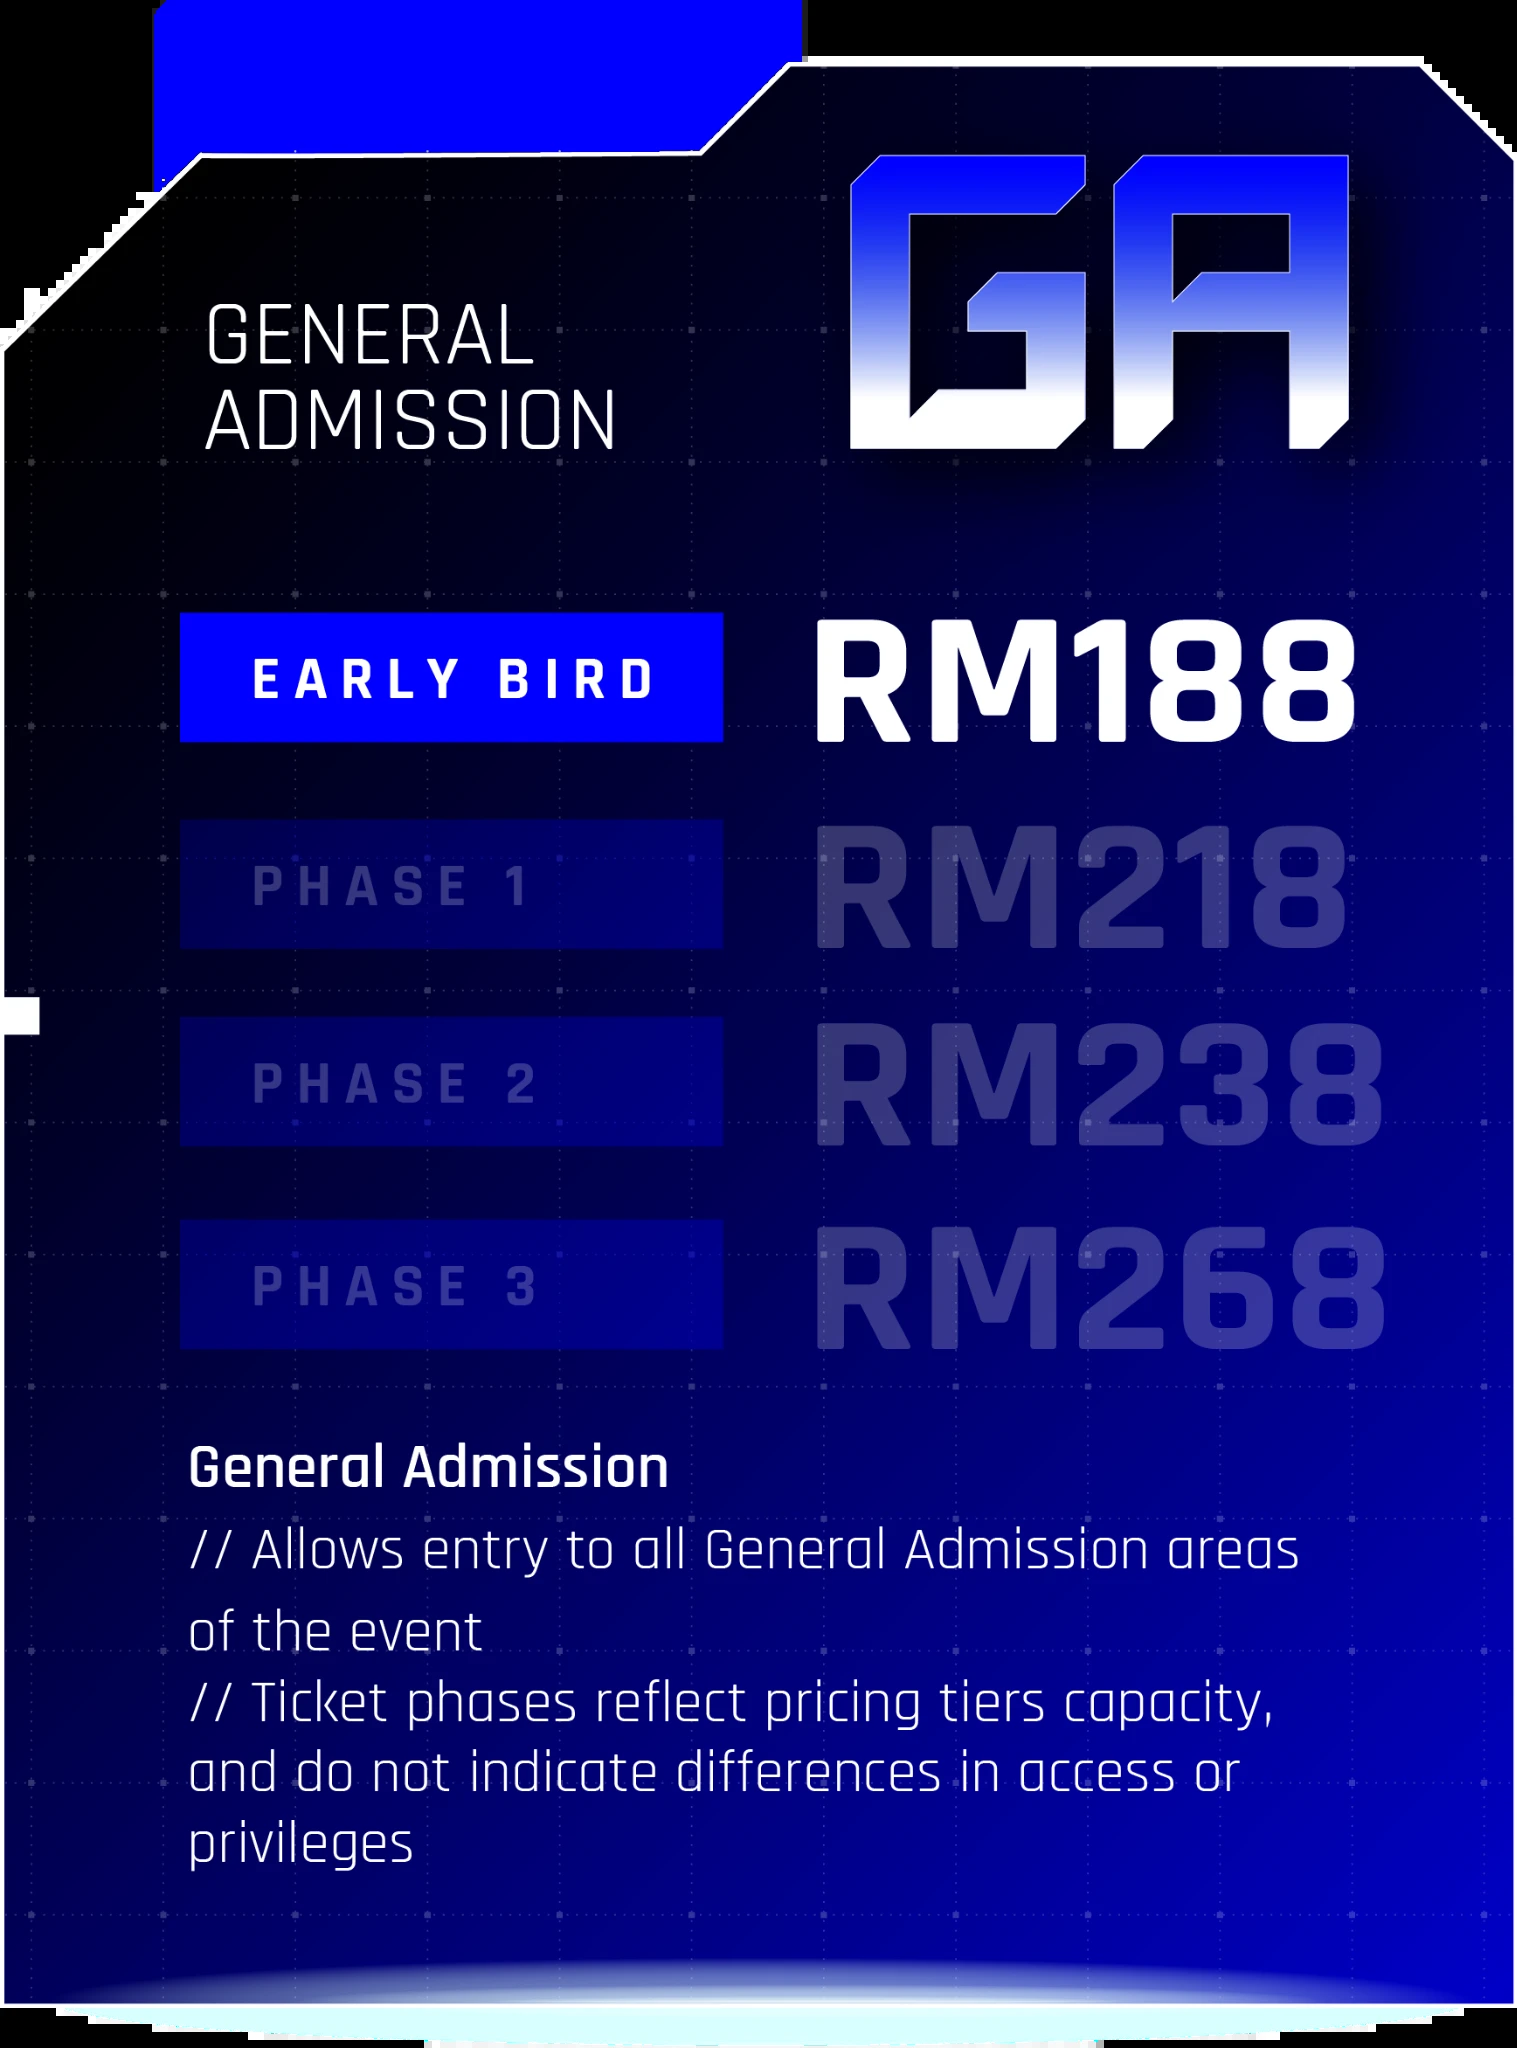 GENERAL
ADMISSION
GA
EARLY BIRD RM188
PHASE 1 RM218
PHASE 2 RM238
PHASE 3 RM268
General Admission
// Allows entry to all General Admission areas
of the event
// Ticket phases reflect pricing tiers capacity,
and do not indicate differences in access or
privileges